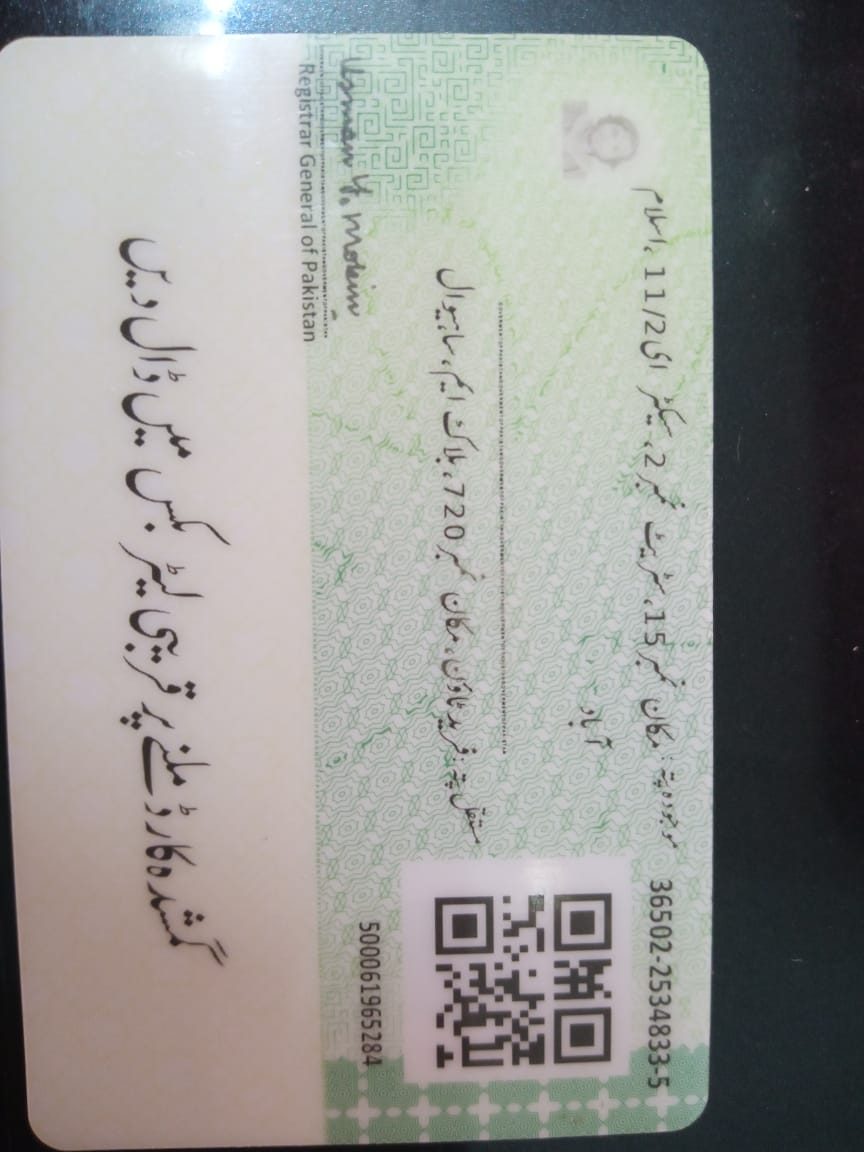 36502-2534833-5
موجودہ پتہ: مکان نمبر 15، سٹریٹ نمبر 2، سیکٹر ای 11/2، اسلام
آباد
مستقل پتہ: فرید ٹاؤن، مکان نمبر 720، بلاک ایم، ساہیوال
500061965284
Usman Y. Mobin
Registrar General of Pakistan
گمشدہ کارڈ ملنے پر قریبی لیٹر بکس میں ڈال دیں